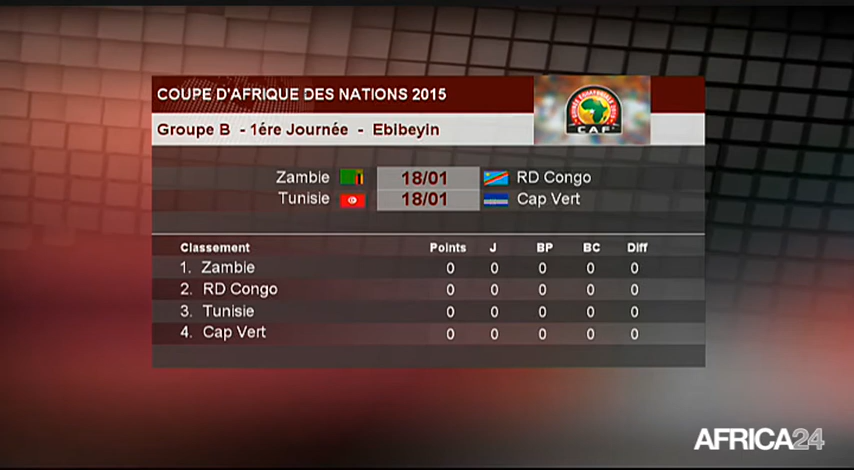 COUPE D'AFRIQUE DES NATIONS 2015
Groupe B - 1ére Journée - Ebibeyin
CAF
Zambie 18/01 RD Congo
Tunisie 18/01 Cap Vert
Classement Points J BP BC Diff
1. Zambie 0 0 0 0 0
2. RD Congo 0 0 0 0 0
3. Tunisie 0 0 0 0 0
4. Cap Vert 0 0 0 0 0
AFRICA24